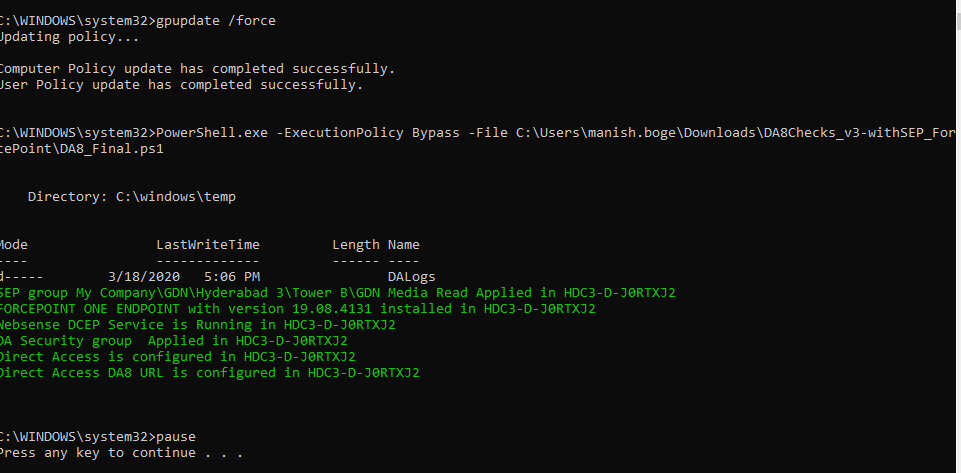 C:\WINDOWS\system32>gpupdate /force
Updating policy...
Computer Policy update has completed successfully.
User Policy update has completed successfully.
C:\WINDOWS\system32>PowerShell.exe -ExecutionPolicy Bypass -File C:\Users\manish.boge\Downloads\DA8Checks_v3-withSEP_For
cePoint\DA8_Final.ps1
Directory: C:\windows\temp
Mode LastWriteTime Length Name
---- ------------- ------ ----
d----- 3/18/2020 5:06 PM DALogs
SEP group My Company\GDN\Hyderabad 3\Tower B\GDN Media Read Applied in HDC3-D-J0RTXJ2
FORCEPOINT ONE ENDPOINT with version 19.08.4131 installed in HDC3-D-J0RTXJ2
Websense DCEP Service is Running in HDC3-D-J0RTXJ2
DA Security group  Applied in HDC3-D-J0RTXJ2
Direct Access is configured in HDC3-D-J0RTXJ2
Direct Access DA8 URL is configured in HDC3-D-J0RTXJ2
C:\WINDOWS\system32>pause
Press any key to continue . . .